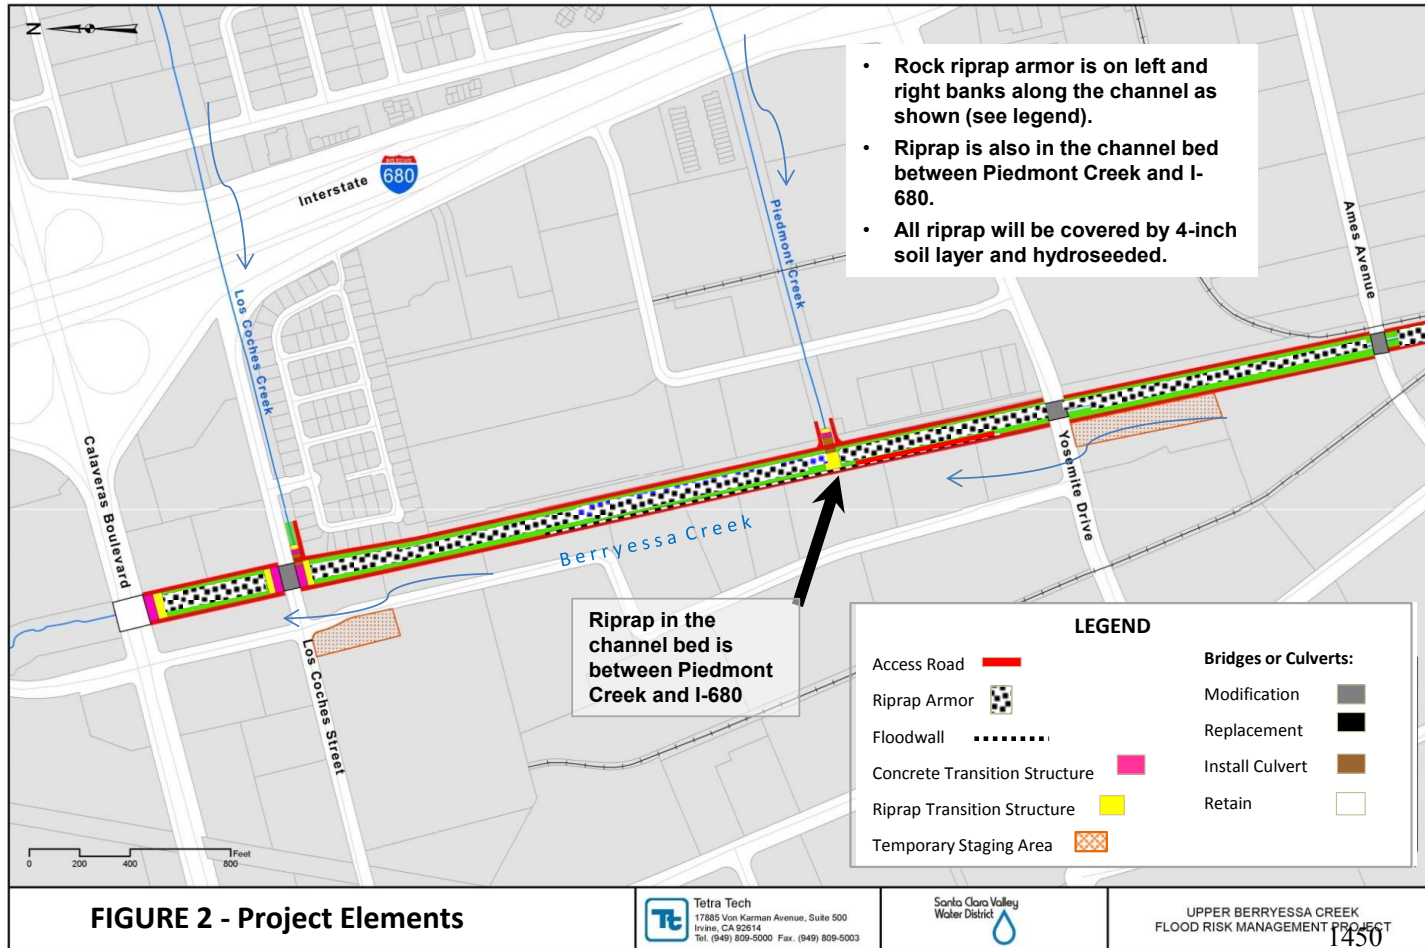 N
Interstate
INTERSTATE
680
Los Coches Creek
Piedmont Creek
Ames Avenue
Calaveras Boulevard
Berryessa Creek
Yosemite Drive
Los Coches Street
• Rock riprap armor is on left and
right banks along the channel as
shown (see legend).
• Riprap is also in the channel bed
between Piedmont Creek and I-
680.
• All riprap will be covered by 4-inch
soil layer and hydroseeded.
Riprap in the
channel bed is
between Piedmont
Creek and I-680
LEGEND
Access Road
Riprap Armor
Floodwall
Concrete Transition Structure
Riprap Transition Structure
Temporary Staging Area
Bridges or Culverts:
Modification
Replacement
Install Culvert
Retain
Feet
0 200 400 800
FIGURE 2 - Project Elements
Tt
Tetra Tech
17885 Von Karman Avenue, Suite 500
Irvine, CA 92614
Tel. (949) 809-5000 Fax. (949) 809-5003
Santa Clara Valley
Water District
UPPER BERRYESSA CREEK
FLOOD RISK MANAGEMENT PROJECT
1450